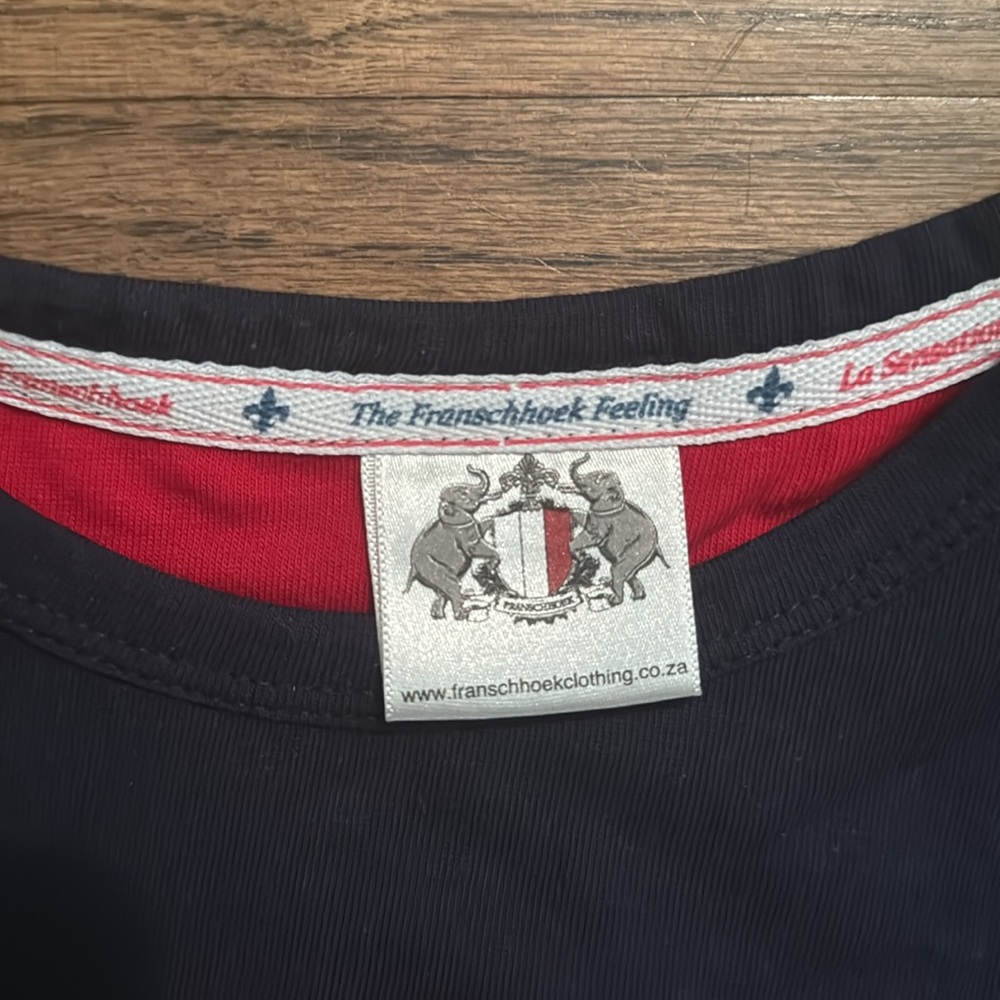 Franschhoek
The Franschhoek Feeling
La Sensation
FRANSCHHOEK
www.franschhoekclothing.co.za